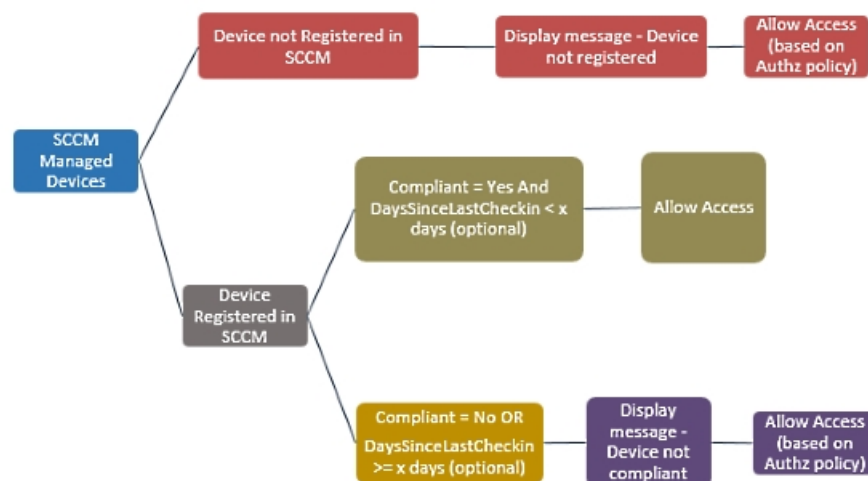 Device not Registered in
SCCM
Display message - Device
not registered
Allow Access
(based on
Authz policy)
SCCM
Managed
Devices
Compliant = Yes And
DaysSinceLastCheckin < x
days (optional)
Allow Access
Device
Registered in
SCCM
Compliant = No OR
DaysSinceLastCheckin
>= x days (optional)
Display
message -
Device not
compliant
Allow Access
(based on
Authz policy)